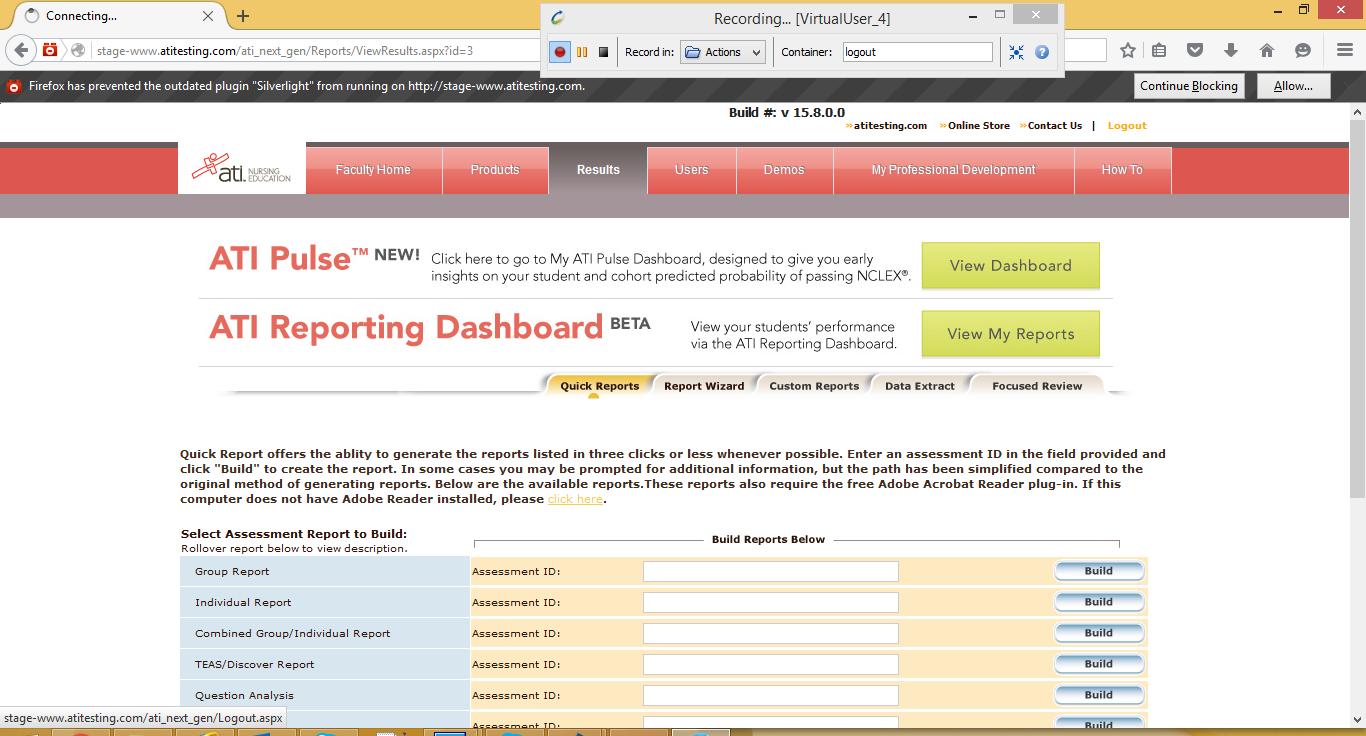 Connecting...
Recording... [VirtualUser_4]
Record in:
Actions
Container:
logout
stage-www.atitesting.com/ati_next_gen/Reports/ViewResults.aspx?id=3
Firefox has prevented the outdated plugin "Silverlight" from running on http://stage-www.atitesting.com.
Continue Blocking
Allow...
Build #: v 15.8.0.0
»atitesting.com »Online Store »Contact Us | Logout
ati. NURSING EDUCATION
Faculty Home
Products
Results
Users
Demos
My Professional Development
How To
ATI Pulse™ NEW!
Click here to go to My ATI Pulse Dashboard, designed to give you early
insights on your student and cohort predicted probability of passing NCLEX®.
View Dashboard
ATI Reporting Dashboard BETA
View your students' performance
via the ATI Reporting Dashboard.
View My Reports
Quick Reports
Report Wizard
Custom Reports
Data Extract
Focused Review
Quick Report offers the ablity to generate the reports listed in three clicks or less whenever possible. Enter an assessment ID in the field provided and
click "Build" to create the report. In some cases you may be prompted for additional information, but the path has been simplified compared to the
original method of generating reports. Below are the available reports.These reports also require the free Adobe Acrobat Reader plug-in. If this
computer does not have Adobe Reader installed, please click here.
Select Assessment Report to Build:
Rollover report below to view description.
Build Reports Below
Group Report
Assessment ID:
Build
Individual Report
Assessment ID:
Build
Combined Group/Individual Report
Assessment ID:
Build
TEAS/Discover Report
Assessment ID:
Build
Question Analysis
Assessment ID:
Build
Assessment ID:
Build
stage-www.atitesting.com/ati_next_gen/Logout.aspx